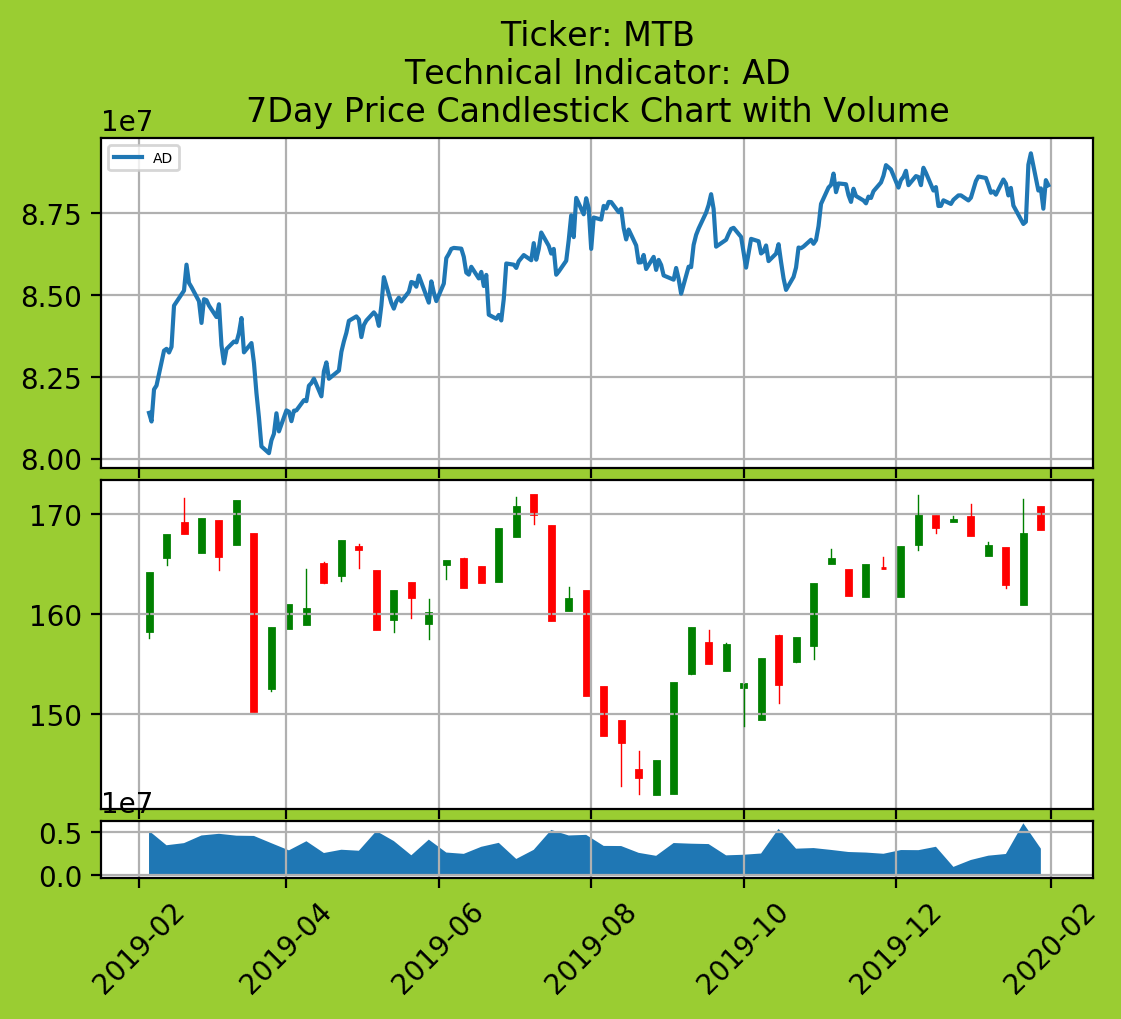 Ticker: MTB
Technical Indicator: AD
7Day Price Candlestick Chart with Volume
1e7
AD
8.75
8.50
8.25
8.00
170
160
150
1e7
0.5
0.0
2019-02 2019-04 2019-06 2019-08 2019-10 2019-12 2020-02